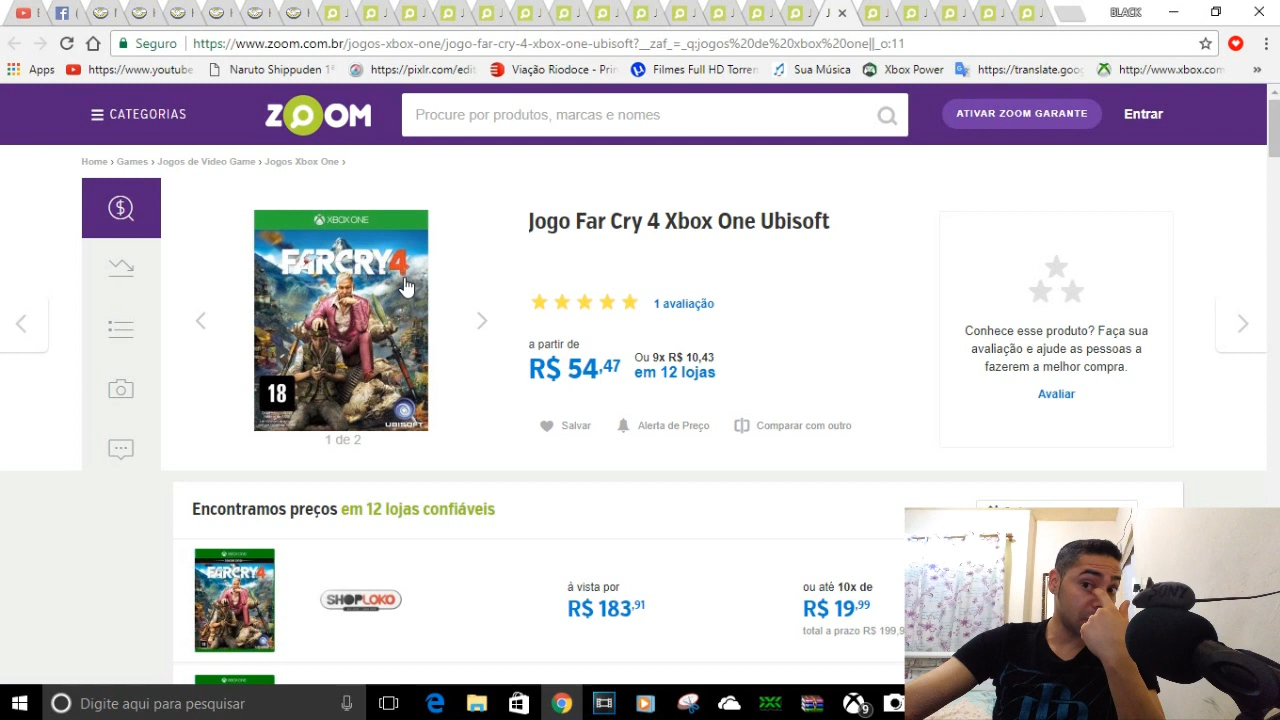 BLACK
Seguro
https://www.zoom.com.br/jogos-xbox-one/jogo-far-cry-4-xbox-one-ubisoft?__zaf_=_q:jogos%20de%20xbox%20one||_o:11
Apps
https://www.youtube
Naruto Shippuden 1ª
https://pixlr.com/edit
Viação Riodoce - Prin
Filmes Full HD Torren
Sua Música
Xbox Power
https://translate.goog
http://www.xbox.com
»
CATEGORIAS
ZOOM
Procure por produtos, marcas e nomes
ATIVAR ZOOM GARANTE
Entrar
Home › Games › Jogos de Vídeo Game › Jogos Xbox One ›
XBOX ONE
FARCRY4
18
UBISOFT
1 de 2
Jogo Far Cry 4 Xbox One Ubisoft
1 avaliação
a partir de
R$ 54,47
Ou 9x R$ 10,43
em 12 lojas
Salvar
Alerta de Preço
Comparar com outro
Conhece esse produto? Faça sua
avaliação e ajude as pessoas a
fazerem a melhor compra.
Avaliar
Encontramos preços em 12 lojas confiáveis
FARCRY4
SHOPLOKO
à vista por
R$ 183,91
ou até 10x de
R$ 19,99
total a prazo R$ 199,9
Digite aqui para pesquisar
9